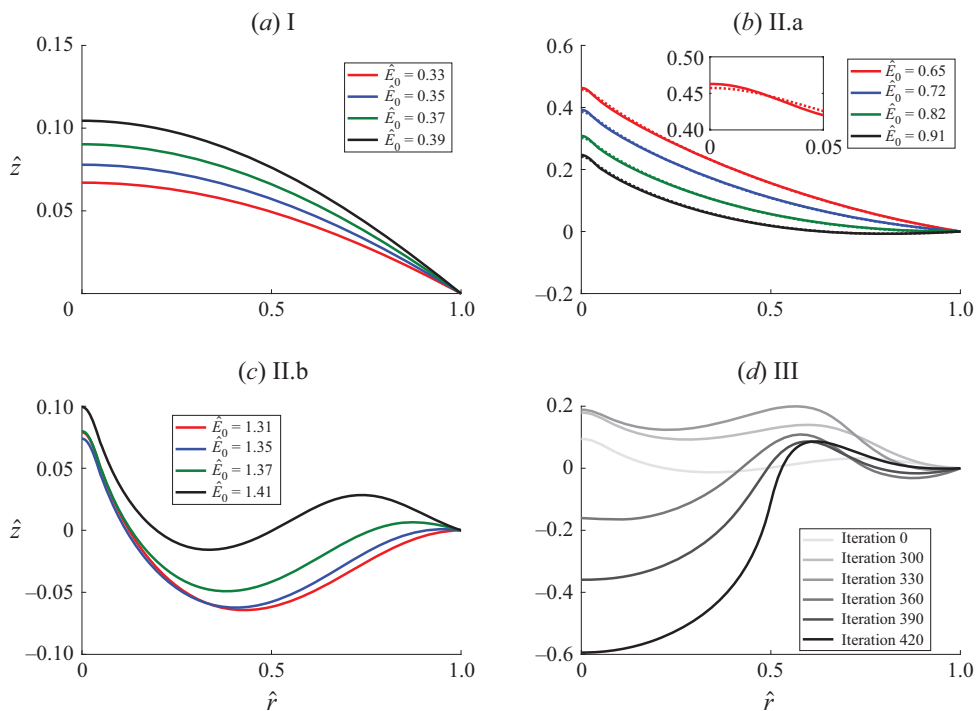 (a) I
0.15
0.10
0.05
0
0.5
1.0
ẑ
Ê0 = 0.33
Ê0 = 0.35
Ê0 = 0.37
Ê0 = 0.39
(b) II.a
0.6
0.4
0.2
0
–0.2
0
0.5
1.0
0.50
0.45
0.40
0
0.05
Ê0 = 0.65
Ê0 = 0.72
Ê0 = 0.82
Ê0 = 0.91
(c) II.b
0.10
0.05
0
–0.05
–0.10
0
0.5
1.0
ẑ
r̂
Ê0 = 1.31
Ê0 = 1.35
Ê0 = 1.37
Ê0 = 1.41
(d) III
0.2
0
–0.2
–0.4
–0.6
0
0.5
1.0
r̂
Iteration 0
Iteration 300
Iteration 330
Iteration 360
Iteration 390
Iteration 420